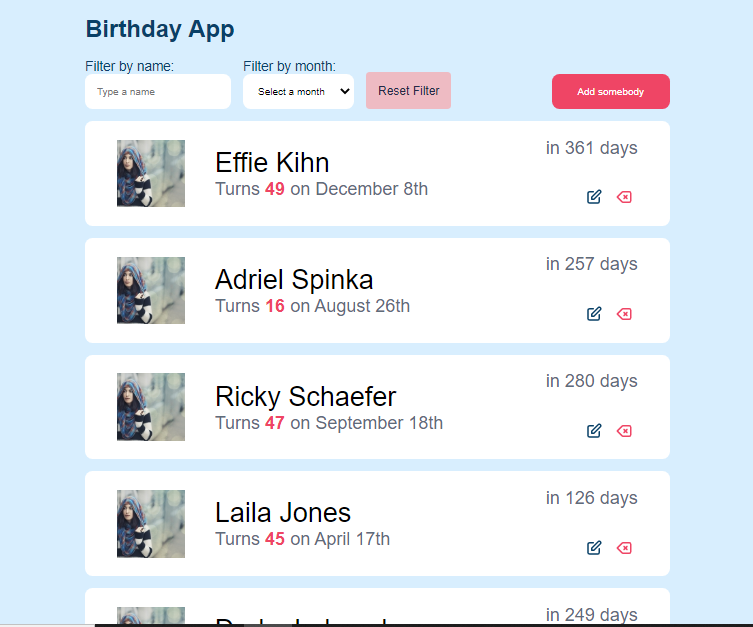 Birthday App
Filter by name:
Filter by month:
Type a name
Select a month
Reset Filter
Add somebody
Effie Kihn
in 361 days
Turns 49 on December 8th
Adriel Spinka
in 257 days
Turns 16 on August 26th
Ricky Schaefer
in 280 days
Turns 47 on September 18th
Laila Jones
in 126 days
Turns 45 on April 17th
in 249 days